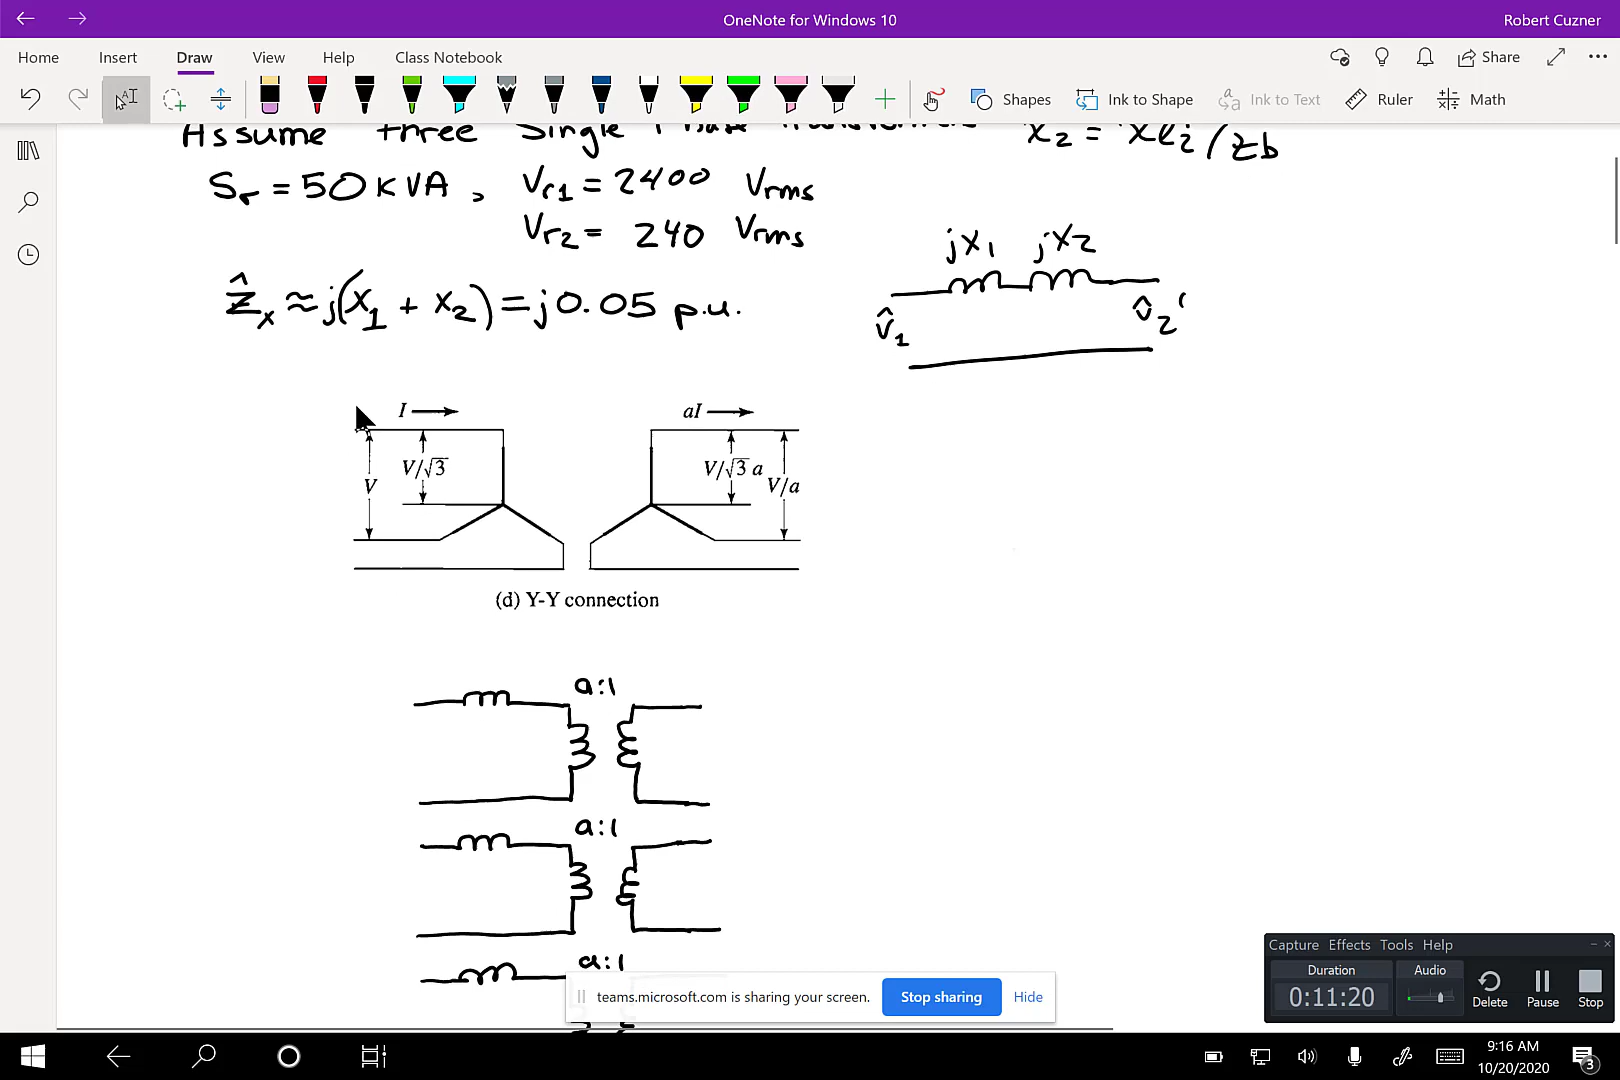 OneNote for Windows 10
Robert Cuzner
Home Insert Draw View Help Class Notebook
Share
Shapes Ink to Shape Ink to Text Ruler Math
Assume three Single Phase Transformers
x2 = xl2 / zb
Sr = 50 KVA, Vr1 = 2400 Vrms
Vr2 = 240 Vrms
jx1 jx2
ẑx ≈ j(x1 + x2) = j0.05 p.u.
v̂1
v̂2'
I
aI
V/√3
V
V/√3 a
V/a
(d) Y-Y connection
a:1
a:1
a:1
Capture Effects Tools Help
Duration
Audio
0:11:20
Delete Pause Stop
teams.microsoft.com is sharing your screen. Stop sharing Hide
9:16 AM
10/20/2020
3